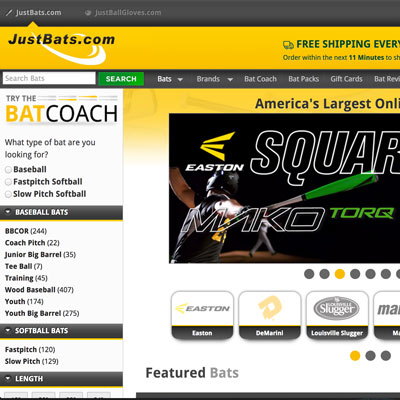 JustBats.com JustBallGloves.com
JustBats.com
FREE SHIPPING EVERY
Order within the next 11 Minutes to sh
Search Bats SEARCH Bats Brands Bat Coach Bat Packs Gift Cards Bat Revi
TRY THE
BATCOACH
What type of bat are you
looking for?
Baseball
Fastpitch Softball
Slow Pitch Softball
BASEBALL BATS
BBCOR (244)
Coach Pitch (22)
Junior Big Barrel (35)
Tee Ball (7)
Training (45)
Wood Baseball (407)
Youth (174)
Youth Big Barrel (275)
SOFTBALL BATS
Fastpitch (120)
Slow Pitch (129)
LENGTH
America's Largest Onli
EASTON
SQUAR
MAKO TORQ
EASTON
Easton
DeMarini
LOUISVILLE
Slugger
Louisville Slugger
mar
Ma
Featured Bats